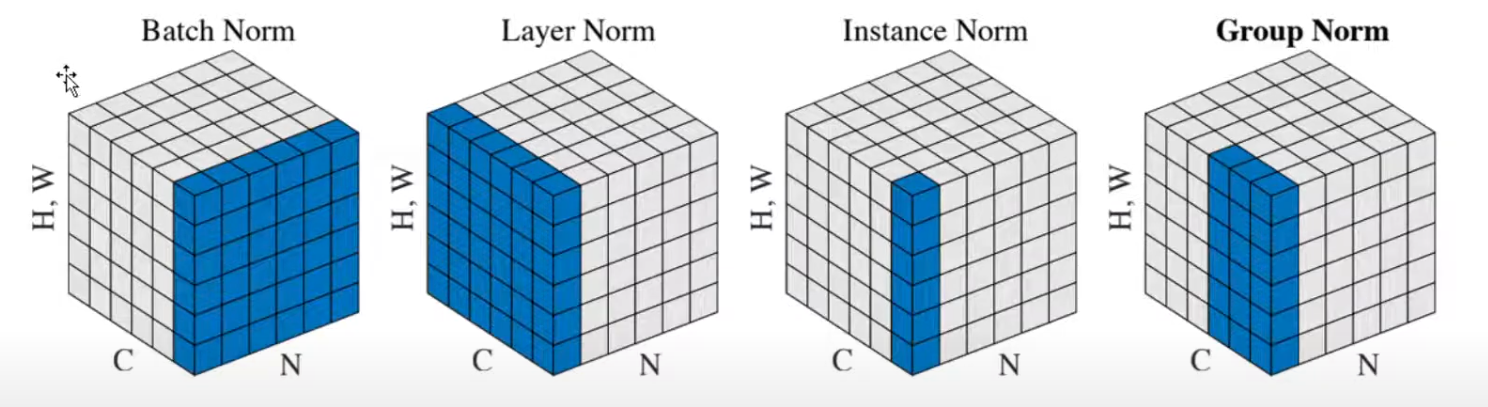 Batch Norm
Layer Norm
Instance Norm
Group Norm
H, W
C
N
H, W
C
N
H, W
C
N
H, W
C
N